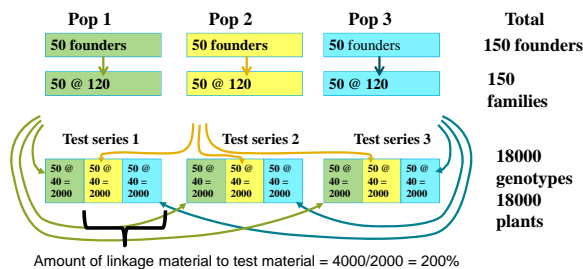 Pop 1 Pop 2 Pop 3 Total
50 founders 50 founders 50 founders 150 founders
50 @ 120 50 @ 120 50 @ 120 150
families
Test series 1 Test series 2 Test series 3
50 @ 50 @ 50 @ 50 @ 50 @ 50 @ 50 @ 50 @ 50 @ 18000
40 = 40 = 40 = 40 = 40 = 40 = 40 = 40 = 40 = genotypes
2000 2000 2000 2000 2000 2000 2000 2000 2000 18000
plants
Amount of linkage material to test material = 4000/2000 = 200%